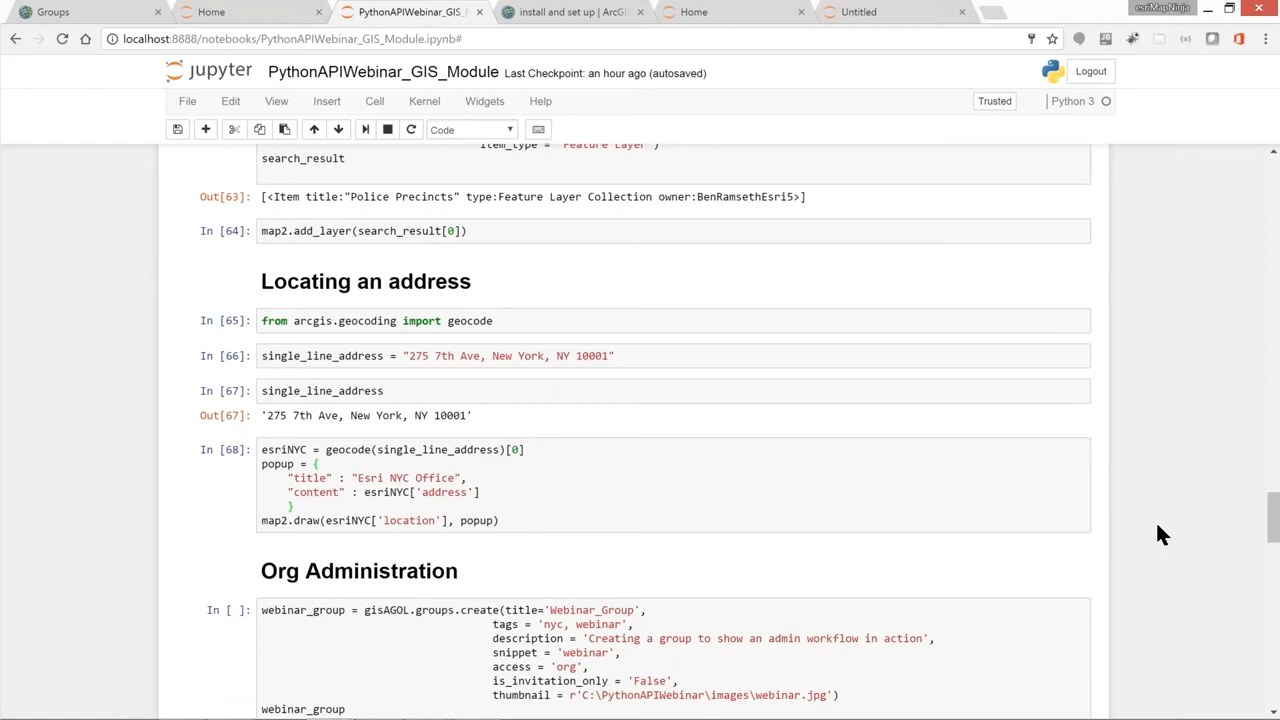 Groups
Home
PythonAPIWebinar_GIS_
install and set up | ArcGI
Home
Untitled
esriMapNinja
localhost:8888/notebooks/PythonAPIWebinar_GIS_Module.ipynb#
jupyter PythonAPIWebinar_GIS_Module Last Checkpoint: an hour ago (autosaved)
Logout
File Edit View Insert Cell Kernel Widgets Help
Trusted
Python 3
Code
item_type = 'Feature Layer')
search_result
Out[63]: [<Item title:"Police Precincts" type:Feature Layer Collection owner:BenRamsethEsri5>]
In [64]: map2.add_layer(search_result[0])
Locating an address
In [65]: from arcgis.geocoding import geocode
In [66]: single_line_address = "275 7th Ave, New York, NY 10001"
In [67]: single_line_address
Out[67]: '275 7th Ave, New York, NY 10001'
In [68]: esriNYC = geocode(single_line_address)[0]
popup = {
"title" : "Esri NYC Office",
"content" : esriNYC['address']
}
map2.draw(esriNYC['location'], popup)
Org Administration
In [ ]: webinar_group = gisAGOL.groups.create(title='Webinar_Group',
tags = 'nyc, webinar',
description = 'Creating a group to show an admin workflow in action',
snippet = 'webinar',
access = 'org',
is_invitation_only = 'False',
thumbnail = r'C:\PythonAPIWebinar\images\webinar.jpg')
webinar_group